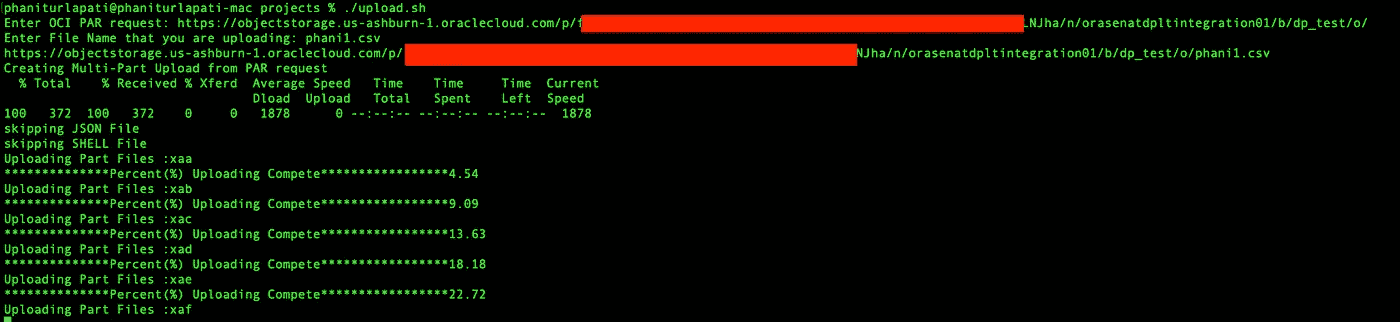 phaniturlapati@phaniturlapati-mac projects % ./upload.sh
Enter OCI PAR request: https://objectstorage.us-ashburn-1.oraclecloud.com/p/f NJha/n/orasenatdpltintegration01/b/dp_test/o/
Enter File Name that you are uploading: phani1.csv
https://objectstorage.us-ashburn-1.oraclecloud.com/p/ NJha/n/orasenatdpltintegration01/b/dp_test/o/phani1.csv
Creating Multi-Part Upload from PAR request
% Total % Received % Xferd Average Speed Time Time Time Current
Dload Upload Total Spent Left Speed
100 372 100 372 0 0 1878 0 --:--:-- --:--:-- --:--:-- 1878
skipping JSON File
skipping SHELL File
Uploading Part Files :xaa
**************Percent(%) Uploading Compete*****************4.54
Uploading Part Files :xab
**************Percent(%) Uploading Compete*****************9.09
Uploading Part Files :xac
**************Percent(%) Uploading Compete*****************13.63
Uploading Part Files :xad
**************Percent(%) Uploading Compete*****************18.18
Uploading Part Files :xae
**************Percent(%) Uploading Compete*****************22.72
Uploading Part Files :xaf